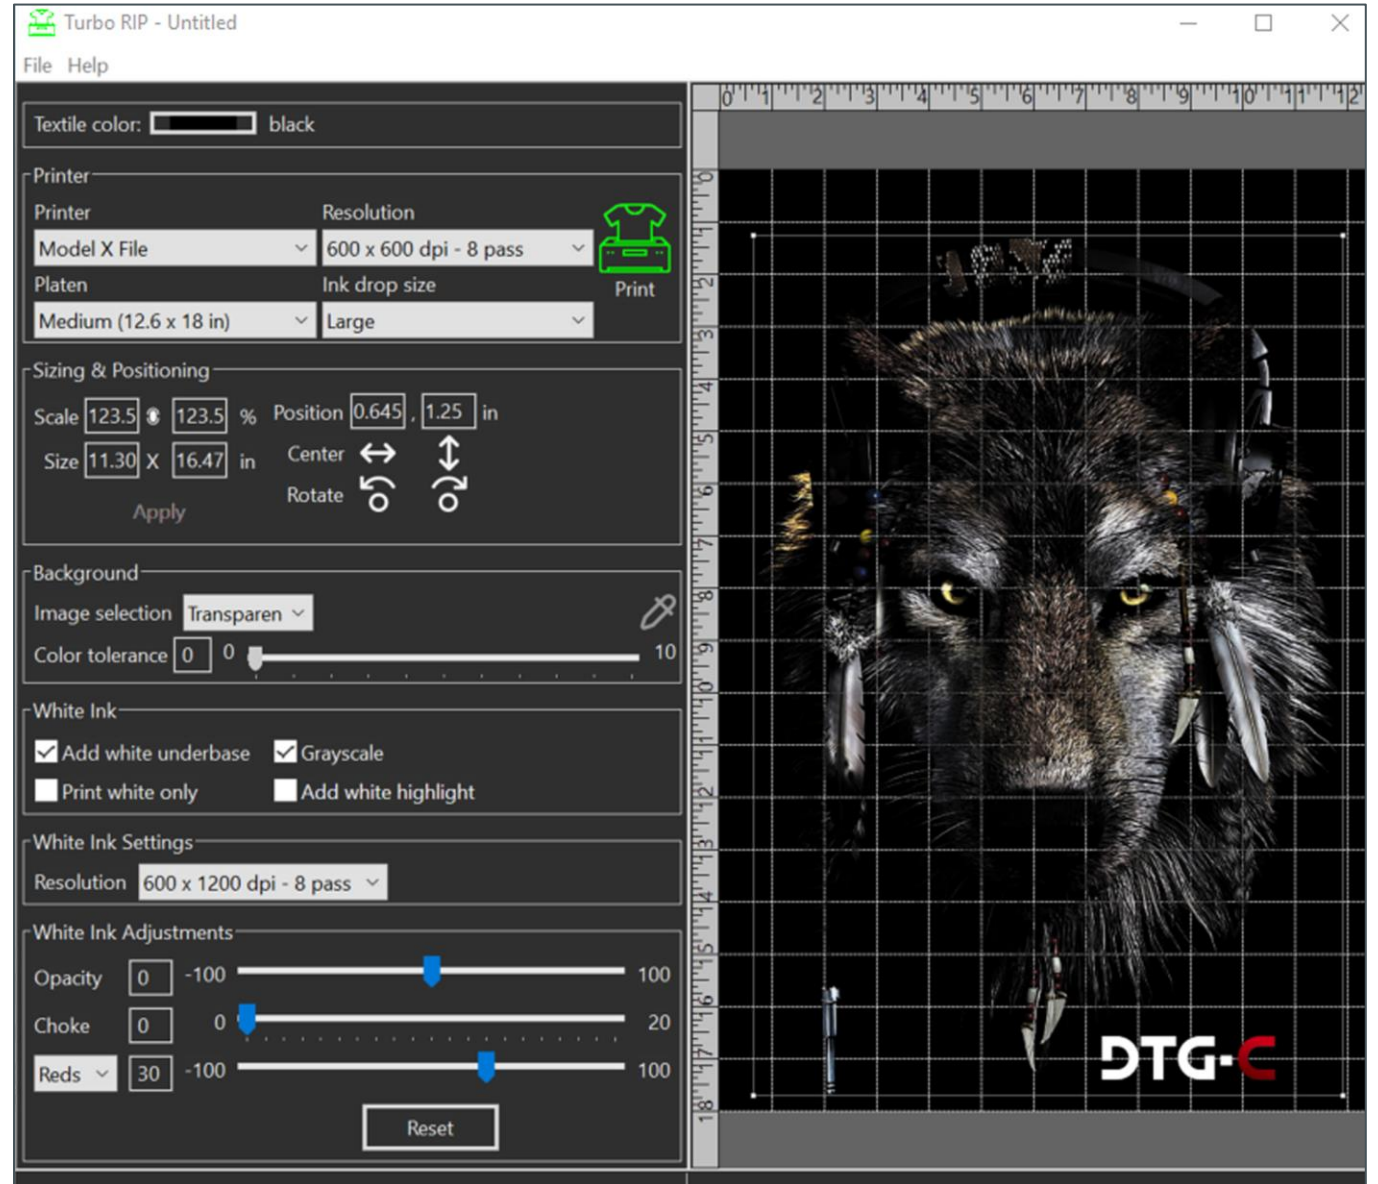 Turbo RIP - Untitled
File Help
Textile color: black
Printer
Printer Resolution
Model X File 600 x 600 dpi - 8 pass
Platen Ink drop size Print
Medium (12.6 x 18 in) Large
Sizing & Positioning
Scale 123.5 123.5 % Position 0.645 , 1.25 in
Size 11.30 X 16.47 in Center
Rotate
Apply
Background
Image selection Transparen
Color tolerance 0 0 10
White Ink
Add white underbase Grayscale
Print white only Add white highlight
White Ink Settings
Resolution 600 x 1200 dpi - 8 pass
White Ink Adjustments
Opacity 0 -100 100
Choke 0 0 20
Reds 30 -100 100
Reset
0 1 2 3 4 5 6 7 8 9 10 11 12
0
1
2
3
4
5
6
7
8
9
10
11
12
13
14
15
16
17
18
DTG-C